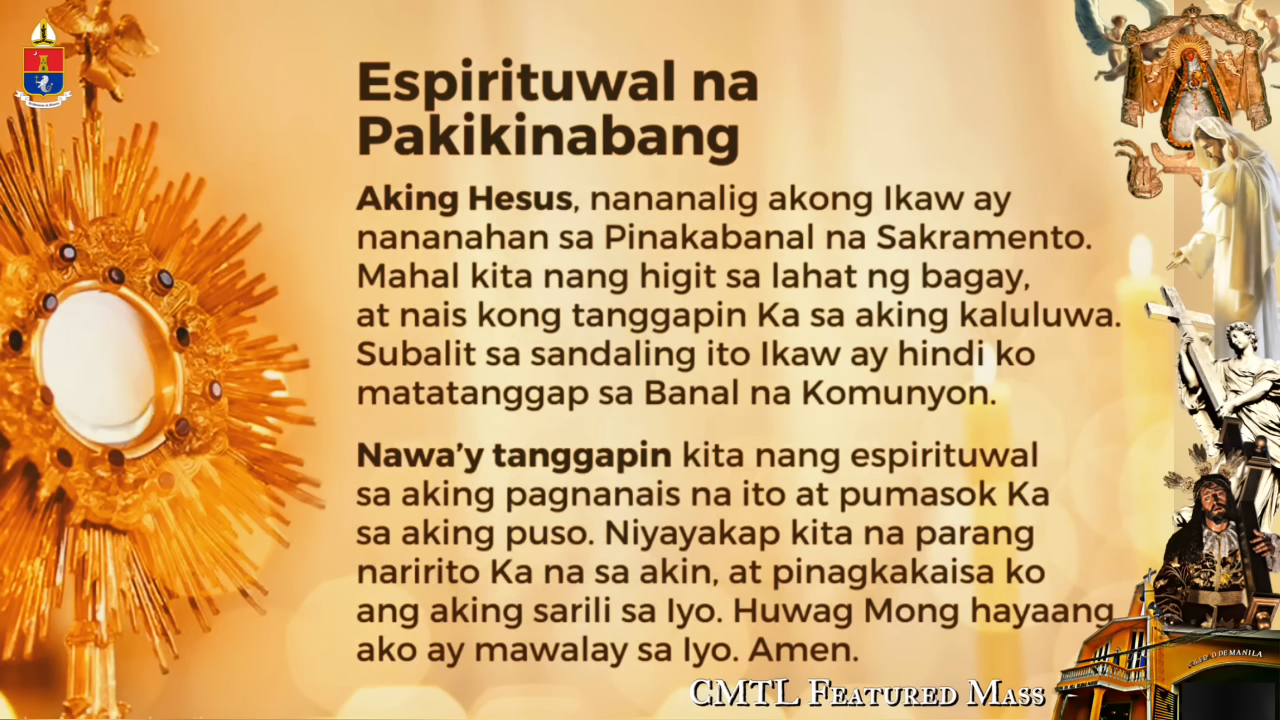 Espirituwal na
Pakikinabang
Aking Hesus, nananalig akong Ikaw ay
nananahan sa Pinakabanal na Sakramento.
Mahal kita nang higit sa lahat ng bagay,
at nais kong tanggapin Ka sa aking kaluluwa.
Subalit sa sandaling ito Ikaw ay hindi ko
matatanggap sa Banal na Komunyon.
Nawa’y tanggapin kita nang espirituwal
sa aking pagnanais na ito at pumasok Ka
sa aking puso. Niyayakap kita na parang
naririto Ka na sa akin, at pinagkakaisa ko
ang aking sarili sa Iyo. Huwag Mong hayaang
ako ay mawalay sa Iyo. Amen.
DE MANILA
CMTL Featured Mass